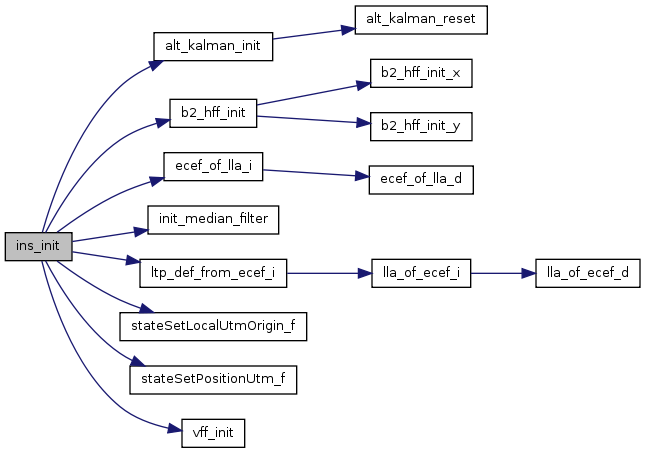 alt_kalman_reset
alt_kalman_init
b2_hff_init_x
b2_hff_init
b2_hff_init_y
ecef_of_lla_i
ecef_of_lla_d
init_median_filter
ins_init
ltp_def_from_ecef_i
lla_of_ecef_i
lla_of_ecef_d
stateSetLocalUtmOrigin_f
stateSetPositionUtm_f
vff_init